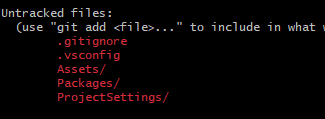 Untracked files:
(use "git add <file>..." to include in what
.gitignore
.vsconfig
Assets/
Packages/
ProjectSettings/